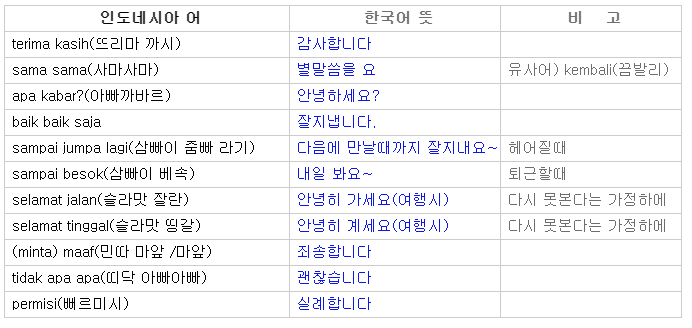 인도네시아 어 한국어 뜻 비 고
terima kasih(뜨리마 까시) 감사합니다
sama sama(사마사마) 별말씀을 요 유사어) kembali(끔발리)
apa kabar?(아빠까바르) 안녕하세요?
baik baik saja 잘지냅니다.
sampai jumpa lagi(삼빠이 줌빠 라기) 다음에 만날때까지 잘지내요~ 헤어질때
sampai besok(삼빠이 베속) 내일 봐요~ 퇴근할때
selamat jalan(슬라맛 잘란) 안녕히 가세요(여행시) 다시 못본다는 가정하에
selamat tinggal(슬라맛 띵갈) 안녕히 계세요(여행시) 다시 못본다는 가정하에
(minta) maaf(민따 마앞 /마앞) 죄송합니다
tidak apa apa(띠닥 아빠아빠) 괜찮습니다
permisi(뻐르미시) 실례합니다